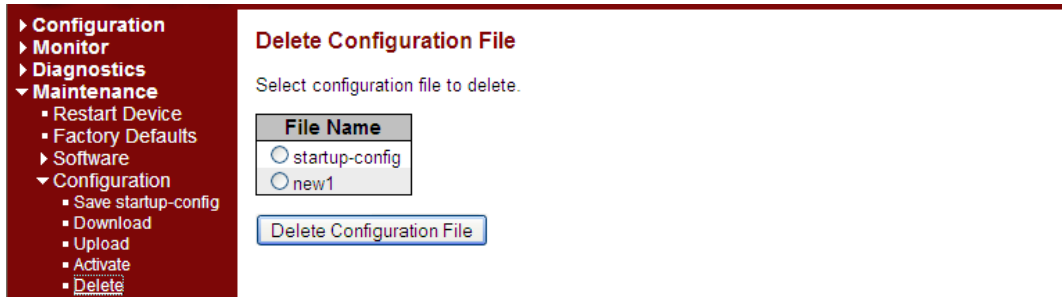 Configuration
Monitor
Diagnostics
Maintenance
Restart Device
Factory Defaults
Software
Configuration
Save startup-config
Download
Upload
Activate
Delete
Delete Configuration File
Select configuration file to delete.
File Name
startup-config
new1
Delete Configuration File